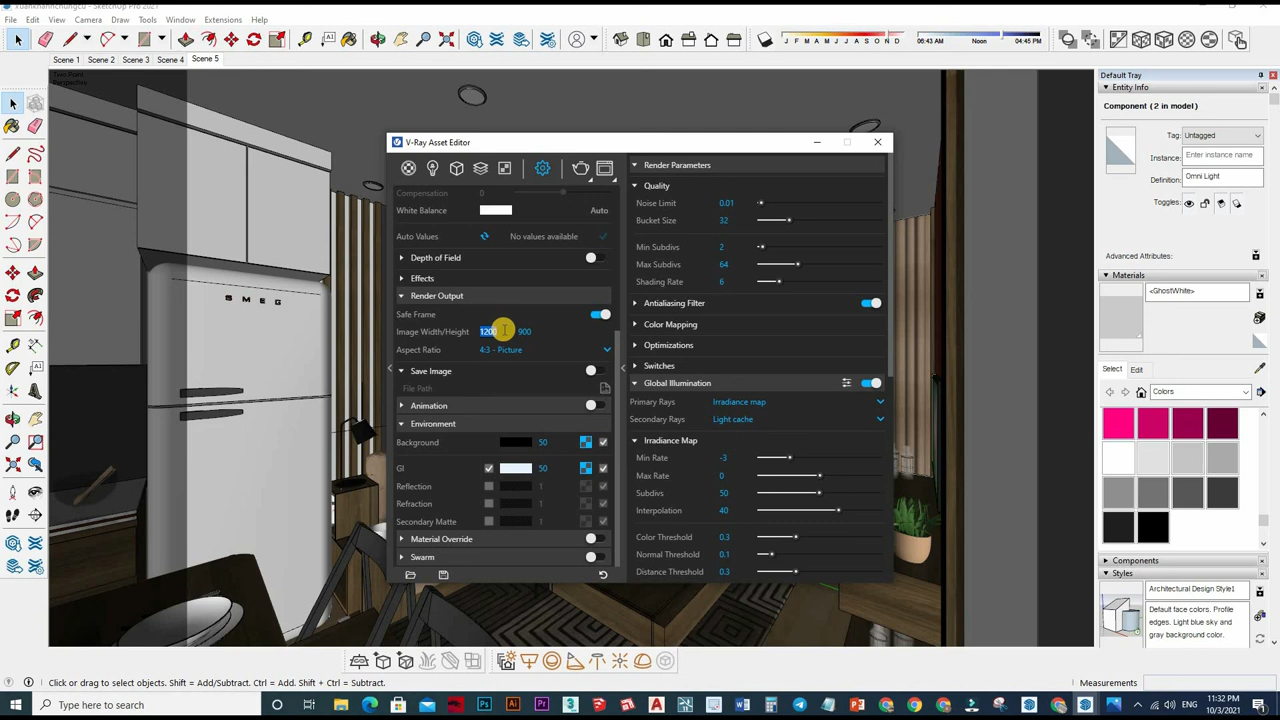 Xuankhanhchungcu - SketchUp Pro 2021
File Edit View Camera Draw Tools Window Extensions Help
J F M A M J J A S O N D
06:43 AM Noon 04:45 PM
Scene 1 Scene 2 Scene 3 Scene 4 Scene 5
Two Point
Perspective
SMEG
V-Ray Asset Editor
Compensation 0
White Balance Auto
Auto Values No values available
Depth of Field
Effects
Render Output
Safe Frame
Image Width/Height 1200 900
Aspect Ratio 4:3 - Picture
Save Image
File Path
Animation
Environment
Background 50
GI 50
Reflection 1
Refraction 1
Secondary Matte 1
Material Override
Swarm
Render Parameters
Quality
Noise Limit 0.01
Bucket Size 32
Min Subdivs 2
Max Subdivs 64
Shading Rate 6
Antialiasing Filter
Color Mapping
Optimizations
Switches
Global Illumination
Primary Rays Irradiance map
Secondary Rays Light cache
Irradiance Map
Min Rate -3
Max Rate 0
Subdivs 50
Interpolation 40
Color Threshold 0.3
Normal Threshold 0.1
Distance Threshold 0.3
Default Tray
Entity Info
Component (2 in model)
Tag: Untagged
Instance: Enter instance name
Definition: Omni Light
Toggles:
Advanced Attributes:
Materials
<GhostWhite>
Select Edit
Colors
Components
Styles
Architectural Design Style1
Default face colors. Profile
edges. Light blue sky and
gray background color.
Click or drag to select objects. Shift = Add/Subtract. Ctrl = Add. Shift + Ctrl = Subtract.
Measurements
Type here to search
11:32 PM
10/3/2021